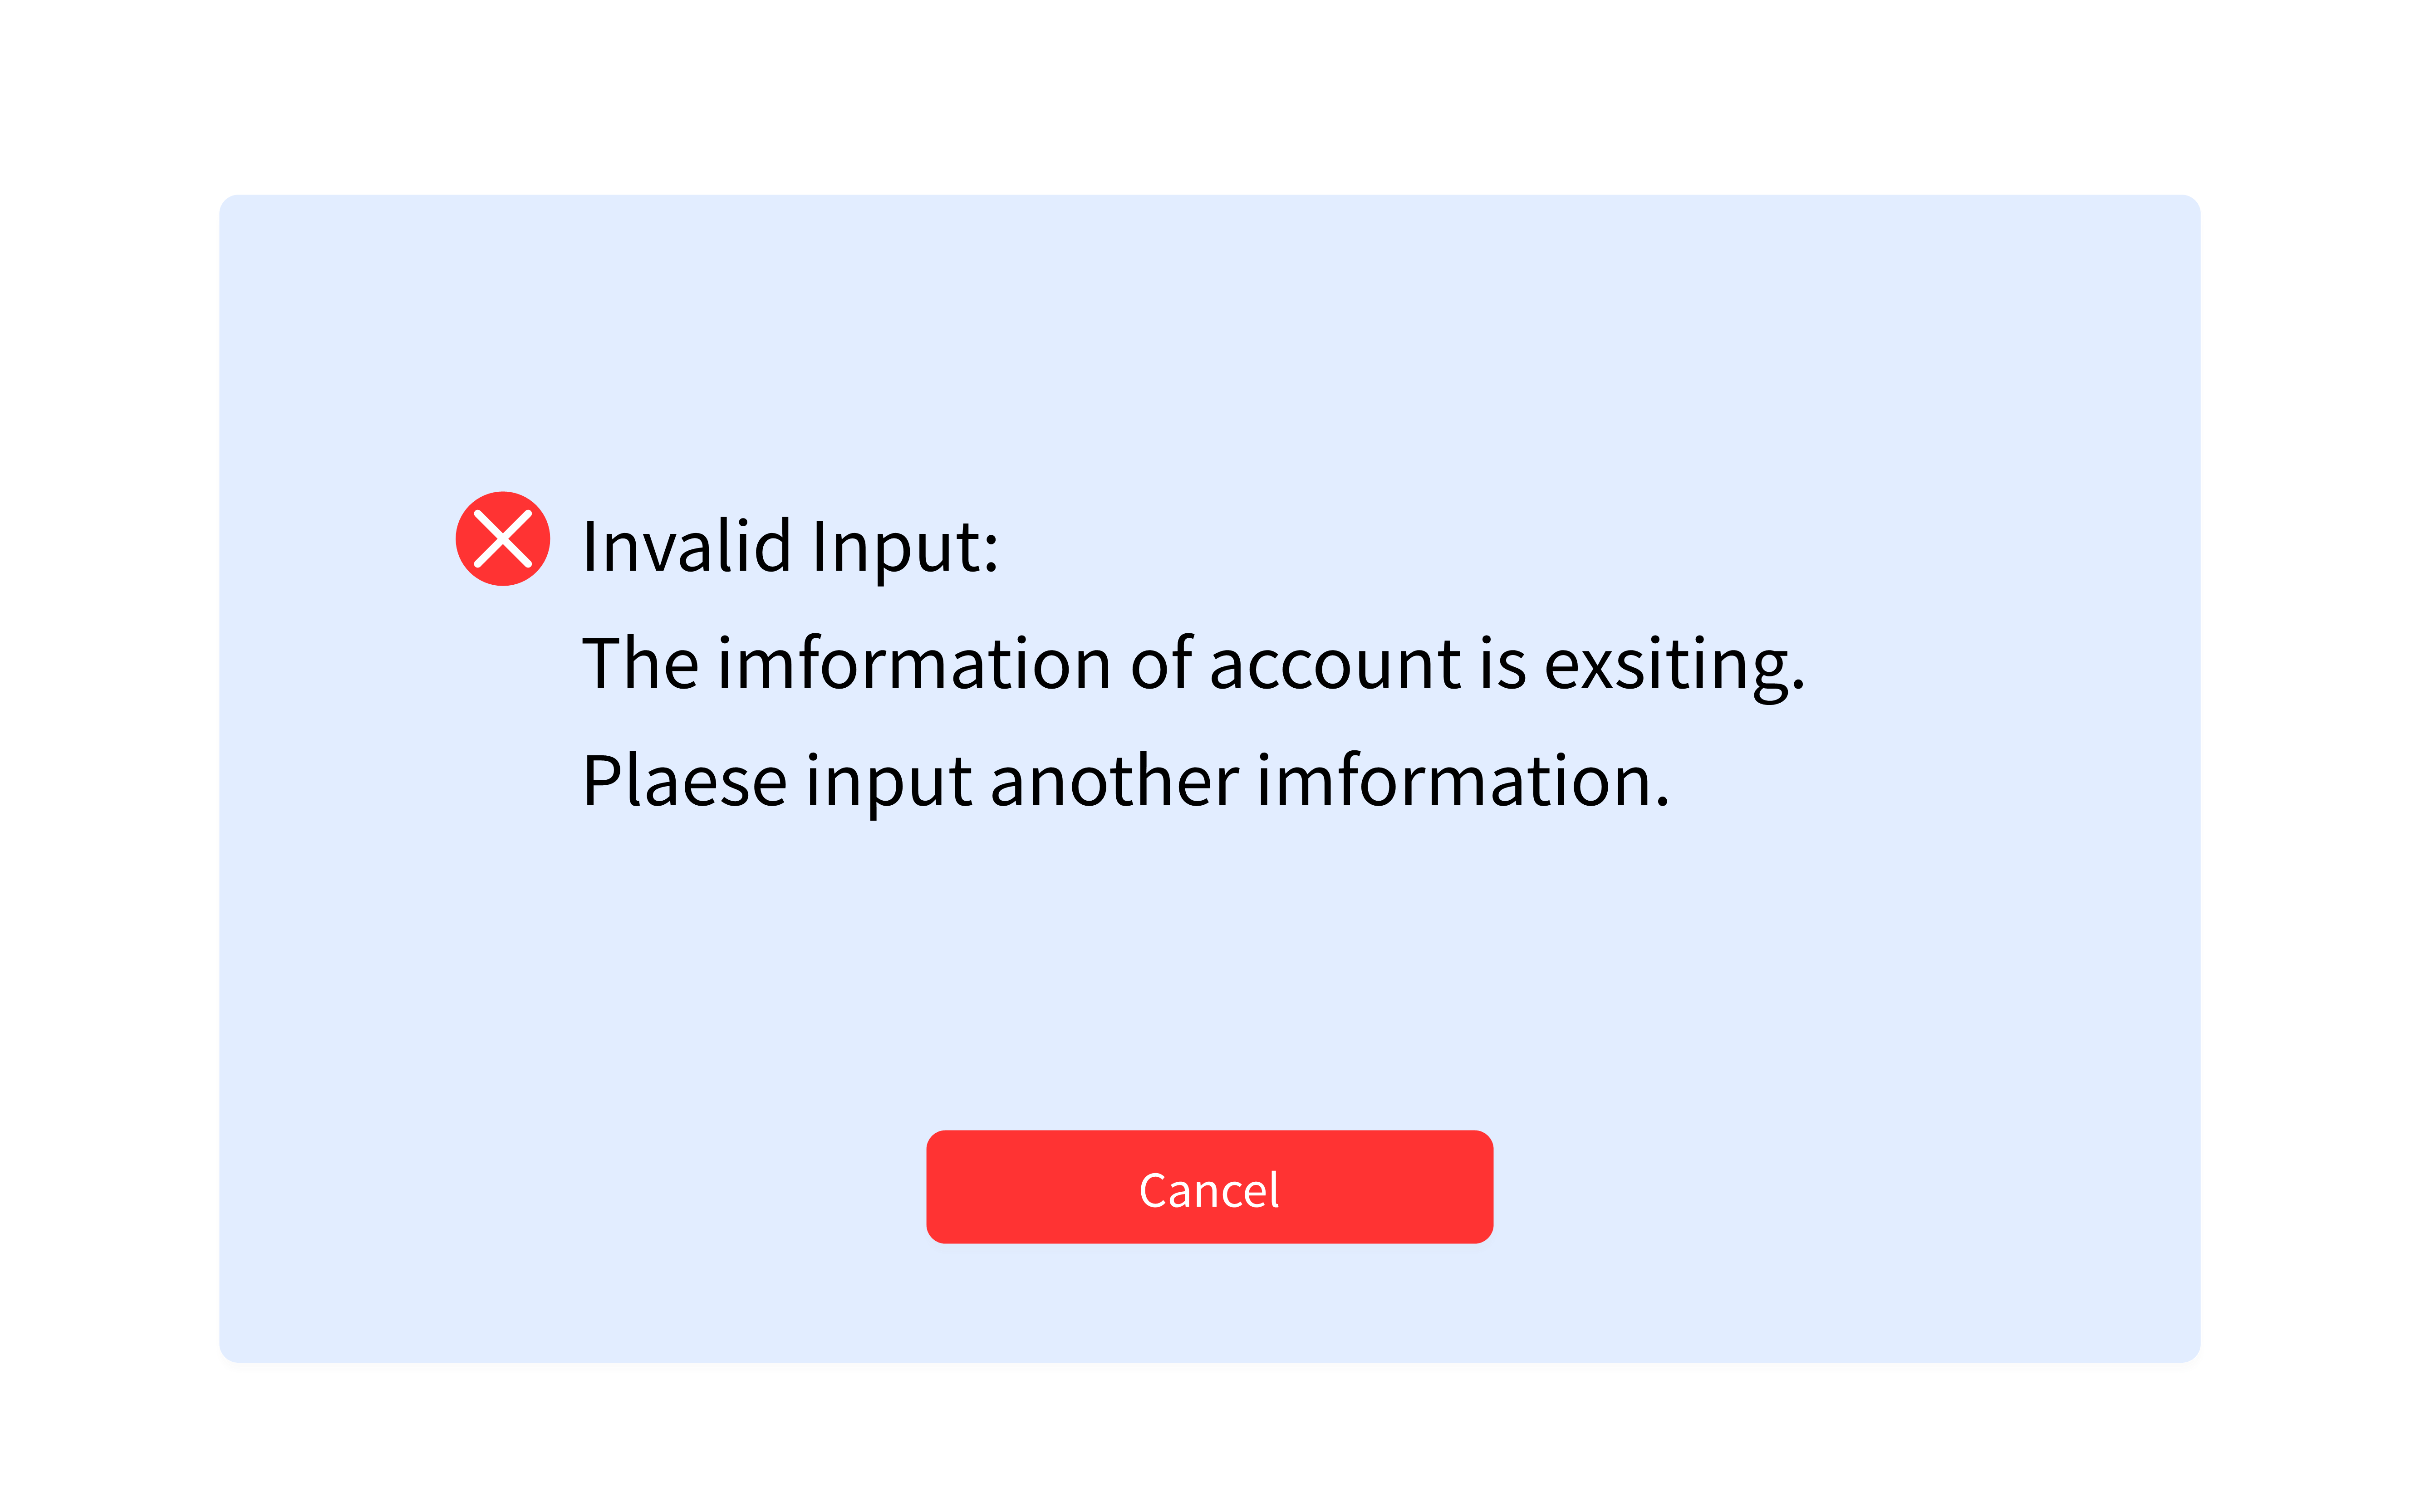 Invalid Input:
The imformation of account is exsiting.
Plaese input another imformation.
Cancel